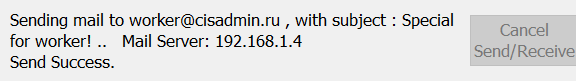 Sending mail to worker@cisadmin.ru , with subject : Special
for worker! .. Mail Server: 192.168.1.4
Send Success.
Cancel
Send/Receive